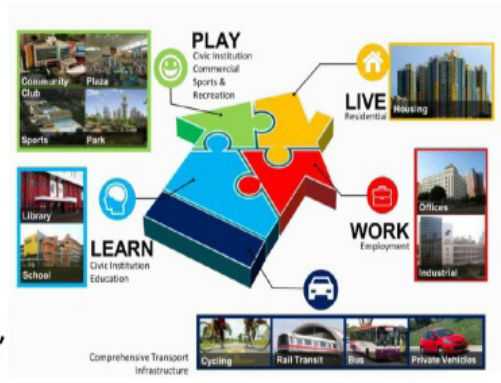 PLAY
Civic Institution
Commercial
Sports &
Recreation
Community
Club
Plaza
Sports
Park
LIVE
Residential
Housing
Library
School
LEARN
Civic Institution
Education
WORK
Employment
Offices
Industrial
,
Comprehensive Transport
Infrastructure
Cycling
Rail Transit
Bus
Private Vehicles